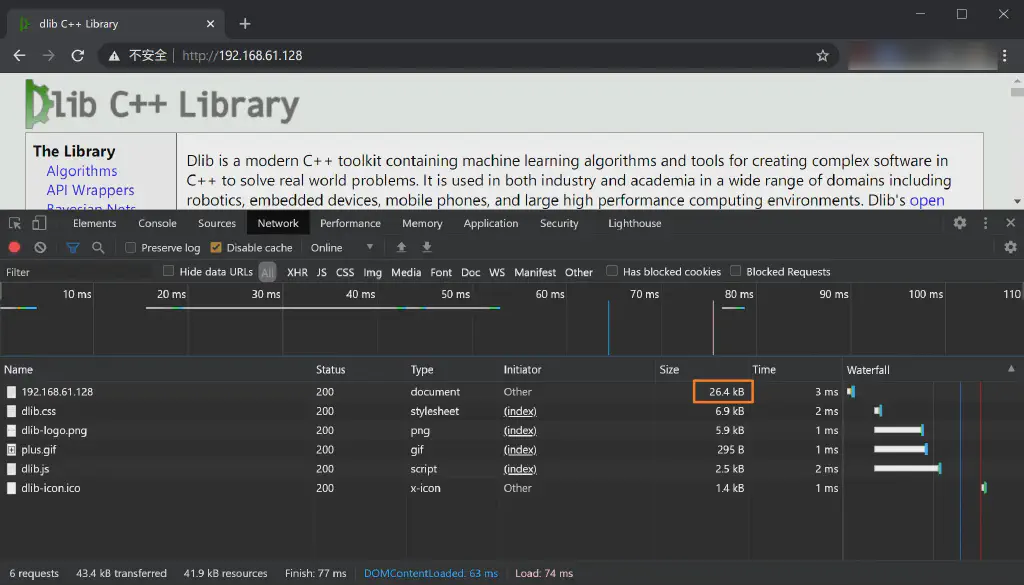 dlib C++ Library
不安全 http://192.168.61.128
Dlib C++ Library
The Library
Algorithms
API Wrappers
Bayesian Nets
Dlib is a modern C++ toolkit containing machine learning algorithms and tools for creating complex software in
C++ to solve real world problems. It is used in both industry and academia in a wide range of domains including
robotics, embedded devices, mobile phones, and large high performance computing environments. Dlib's open
Elements Console Sources Network Performance Memory Application Security Lighthouse
Preserve log Disable cache Online
Filter Hide data URLs All XHR JS CSS Img Media Font Doc WS Manifest Other Has blocked cookies Blocked Requests
10 ms 20 ms 30 ms 40 ms 50 ms 60 ms 70 ms 80 ms 90 ms 100 ms 110
Name Status Type Initiator Size Time Waterfall
192.168.61.128 200 document Other 26.4 kB 3 ms
dlib.css 200 stylesheet (index) 6.9 kB 2 ms
dlib-logo.png 200 png (index) 5.9 kB 1 ms
plus.gif 200 gif (index) 295 B 1 ms
dlib.js 200 script (index) 2.5 kB 2 ms
dlib-icon.ico 200 x-icon Other 1.4 kB 1 ms
6 requests 43.4 kB transferred 41.9 kB resources Finish: 77 ms DOMContentLoaded: 63 ms Load: 74 ms